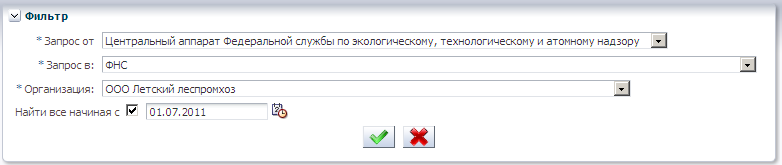 Фильтр
* Запрос от Центральный аппарат Федеральной службы по экологическому, технологическому и атомному надзору
* Запрос в: ФНС
* Организация: ООО Летский леспромхоз
Найти все начиная с 01.07.2011